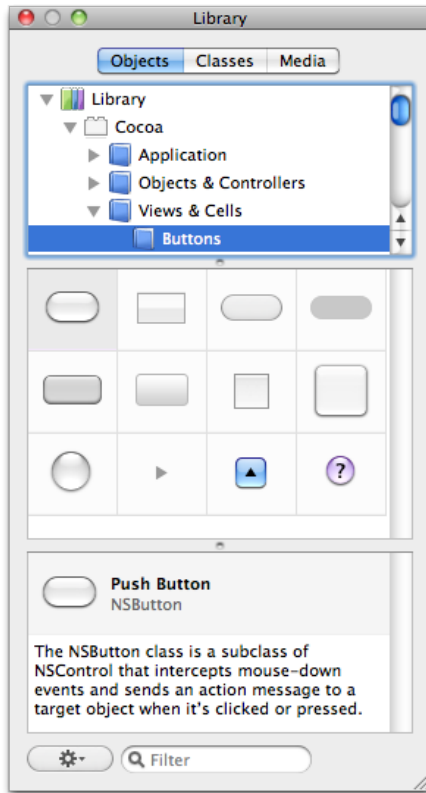 Library
Objects Classes Media
Library
Cocoa
Application
Objects & Controllers
Views & Cells
Buttons
?
Push Button
NSButton
The NSButton class is a subclass of
NSControl that intercepts mouse-down
events and sends an action message to a
target object when it's clicked or pressed.
Filter